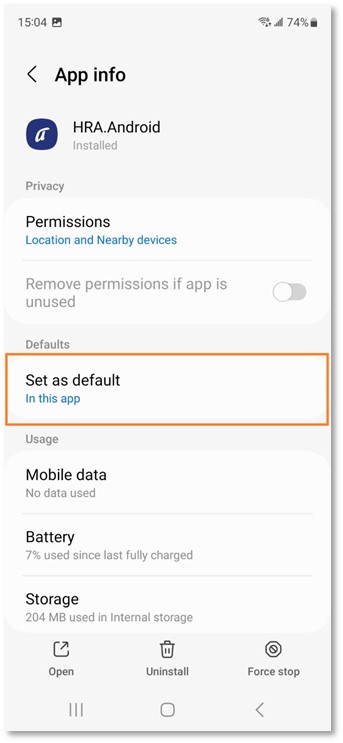 15:04 74%
App info
HRA.Android
Installed
Privacy
Permissions
Location and Nearby devices
Remove permissions if app is
unused
Defaults
Set as default
In this app
Usage
Mobile data
No data used
Battery
7% used since last fully charged
Storage
204 MB used in Internal storage
Open Uninstall Force stop